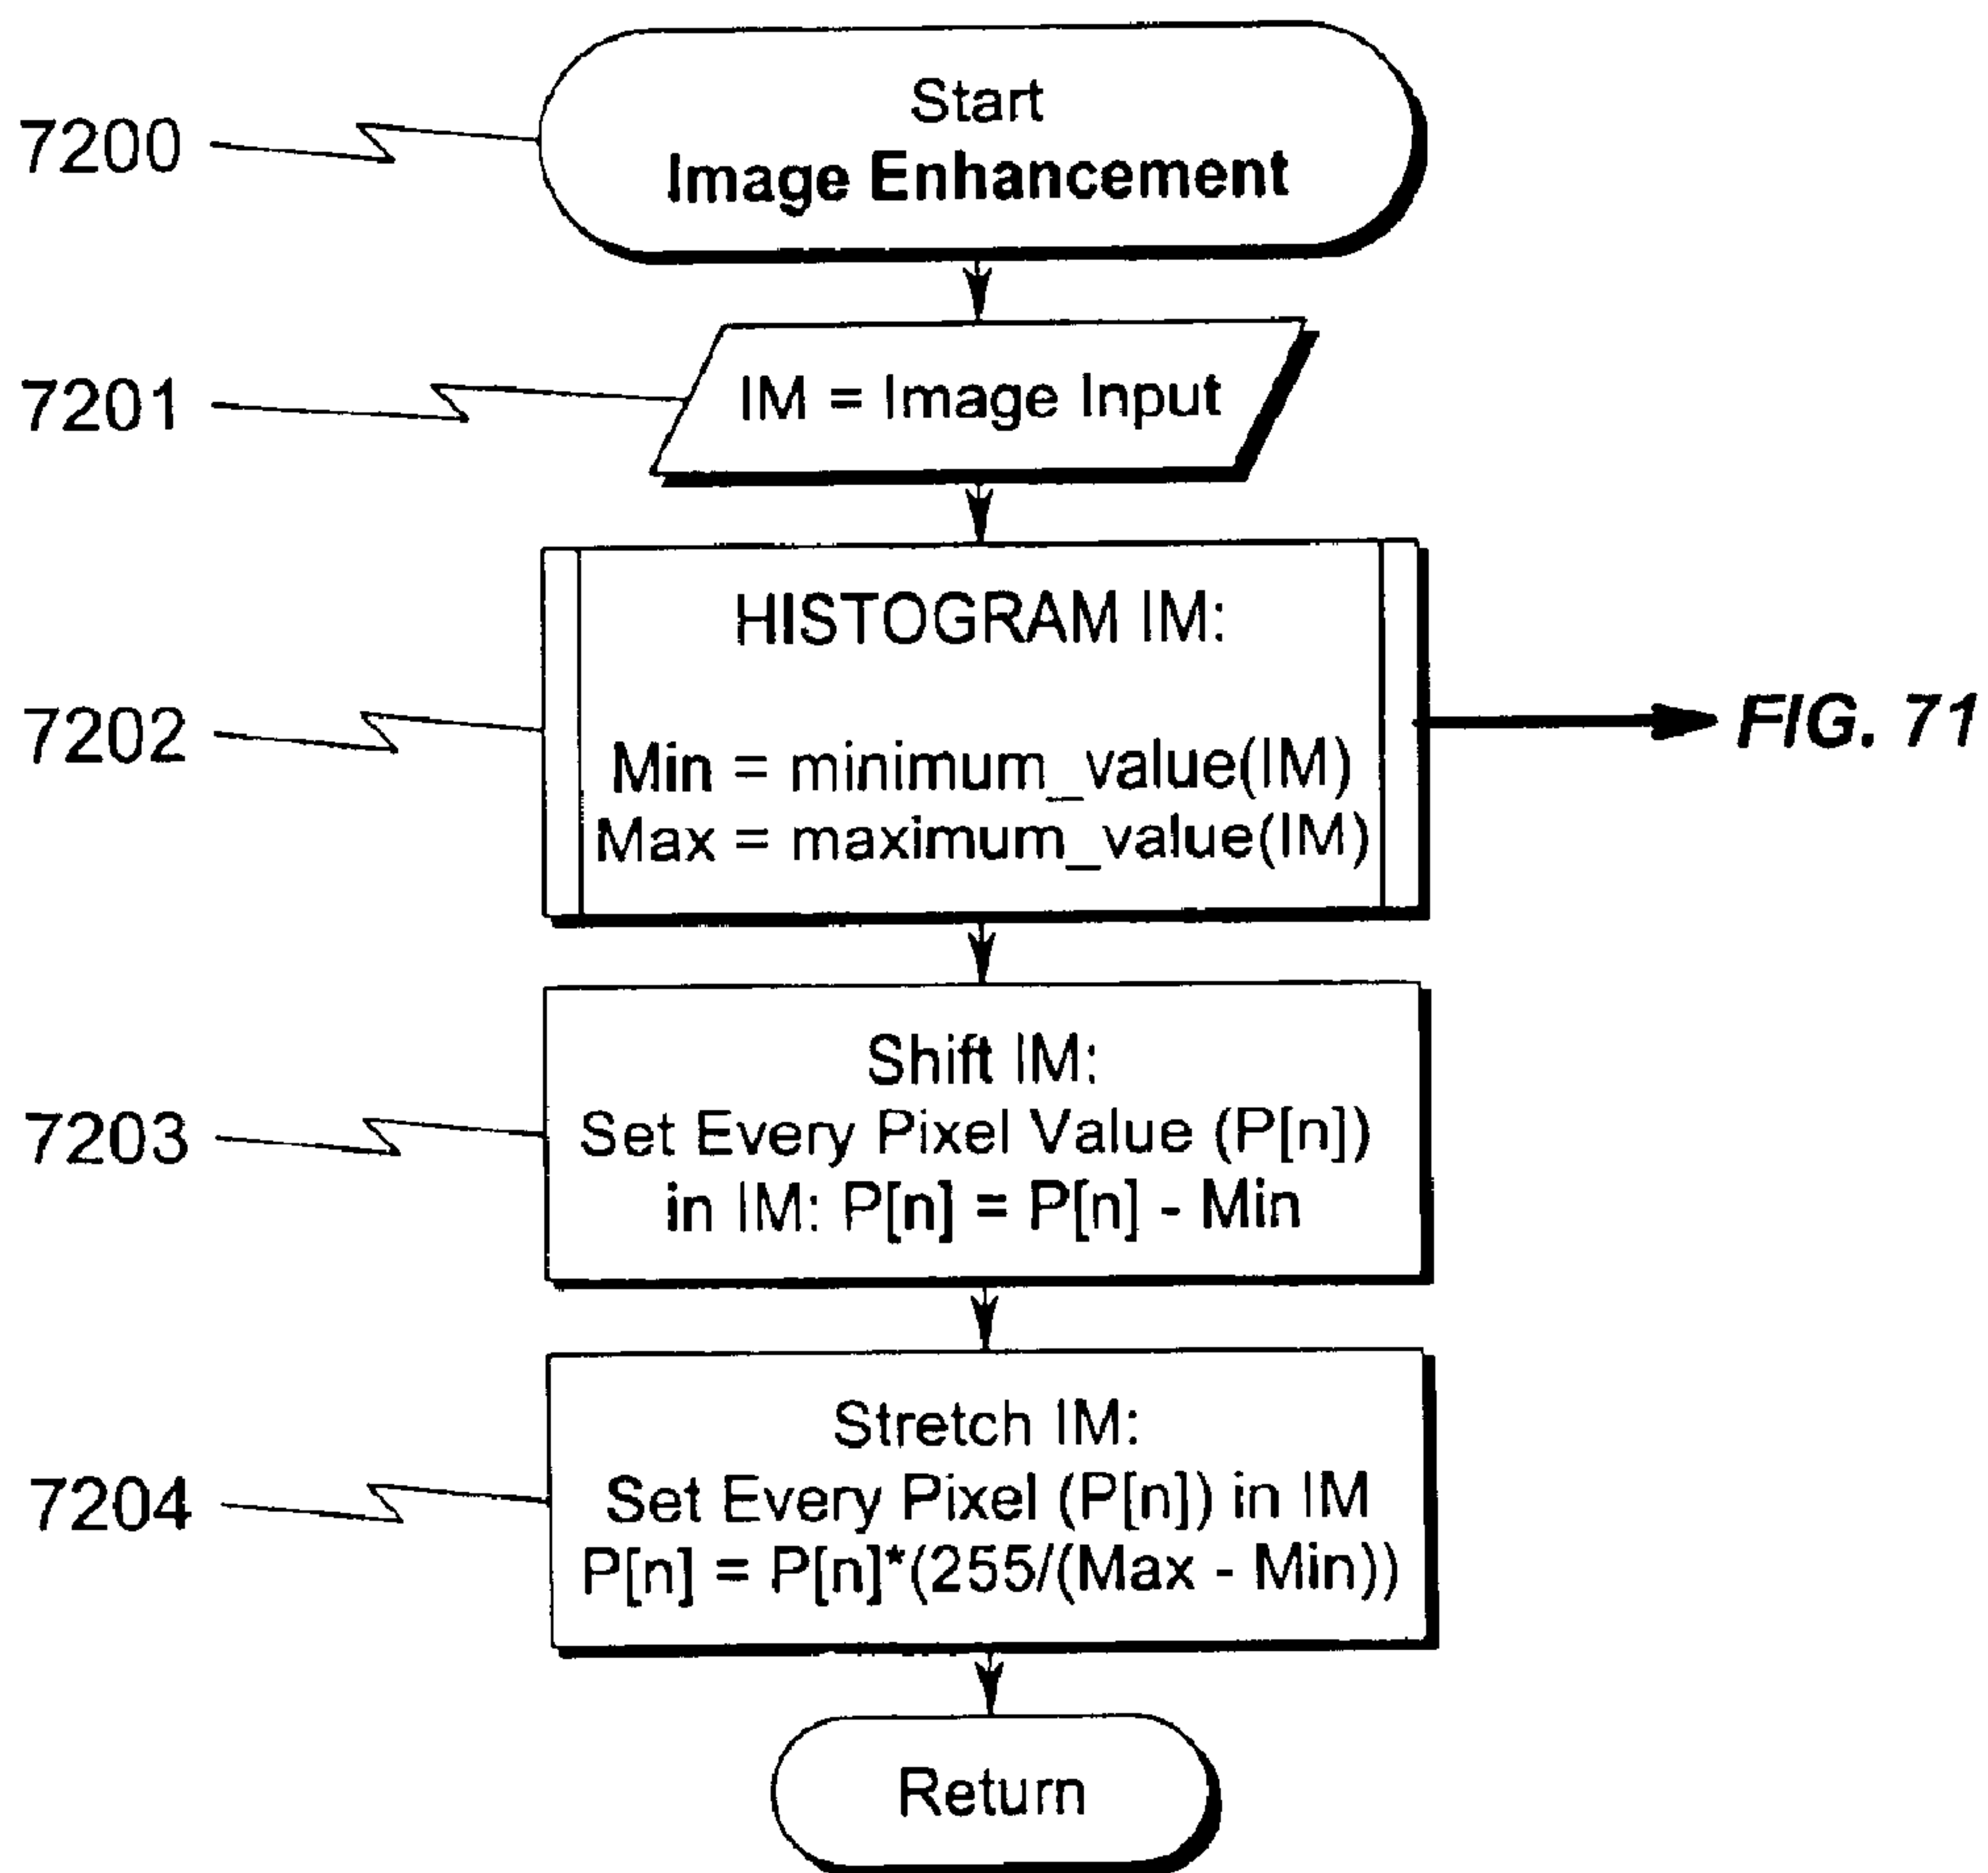 7200
Start
Image Enhancement
7201
IM = Image Input
7202
HISTOGRAM IM:
Min = minimum_value(IM)
Max = maximum_value(IM)
FIG. 71
7203
Shift IM:
Set Every Pixel Value (P[n])
in IM: P[n] = P[n] - Min
7204
Stretch IM:
Set Every Pixel (P[n]) in IM
P[n] = P[n]*(255/(Max - Min))
Return